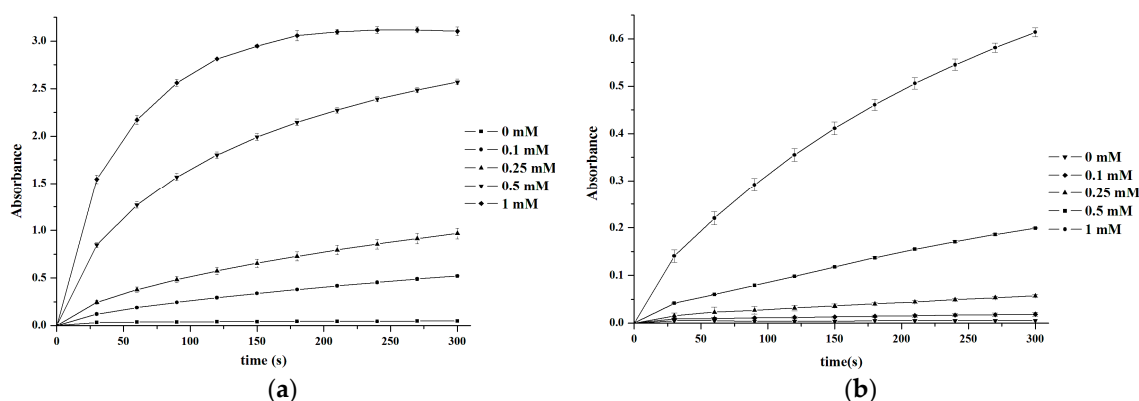 Absorbance
3.0
2.5
2.0
1.5
1.0
0.5
0.0
0 50 100 150 200 250 300
time (s)
0 mM
0.1 mM
0.25 mM
0.5 mM
1 mM
(a)
Absorbance
0.6
0.5
0.4
0.3
0.2
0.1
0.0
0 50 100 150 200 250 300
time(s)
0 mM
0.1 mM
0.25 mM
0.5 mM
1 mM
(b)